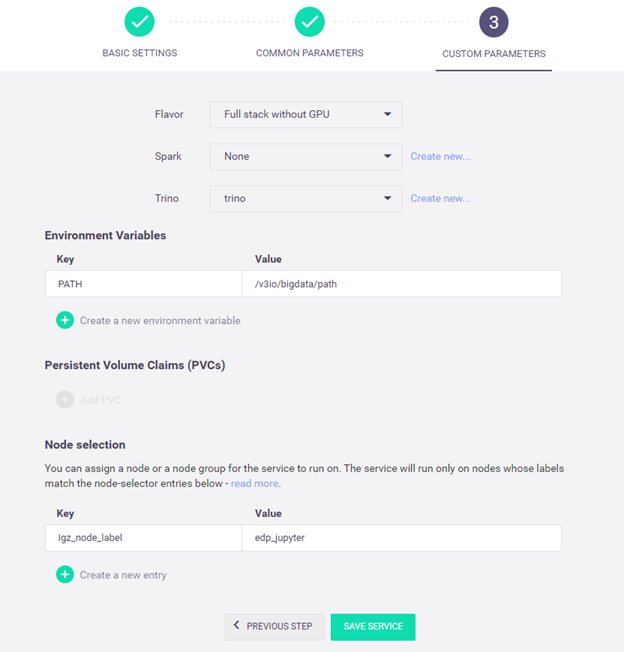 3
BASIC SETTINGS
COMMON PARAMETERS
CUSTOM PARAMETERS
Flavor
Full stack without GPU
Spark
None
Create new...
Trino
trino
Create new...
Environment Variables
Key
Value
PATH
/v3io/bigdata/path
Create a new environment variable
Persistent Volume Claims (PVCs)
Add PVC
Node selection
You can assign a node or a node group for the service to run on. The service will run only on nodes whose labels
match the node-selector entries below - read more.
Key
Value
Igz_node_label
edp_jupyter
Create a new entry
PREVIOUS STEP
SAVE SERVICE